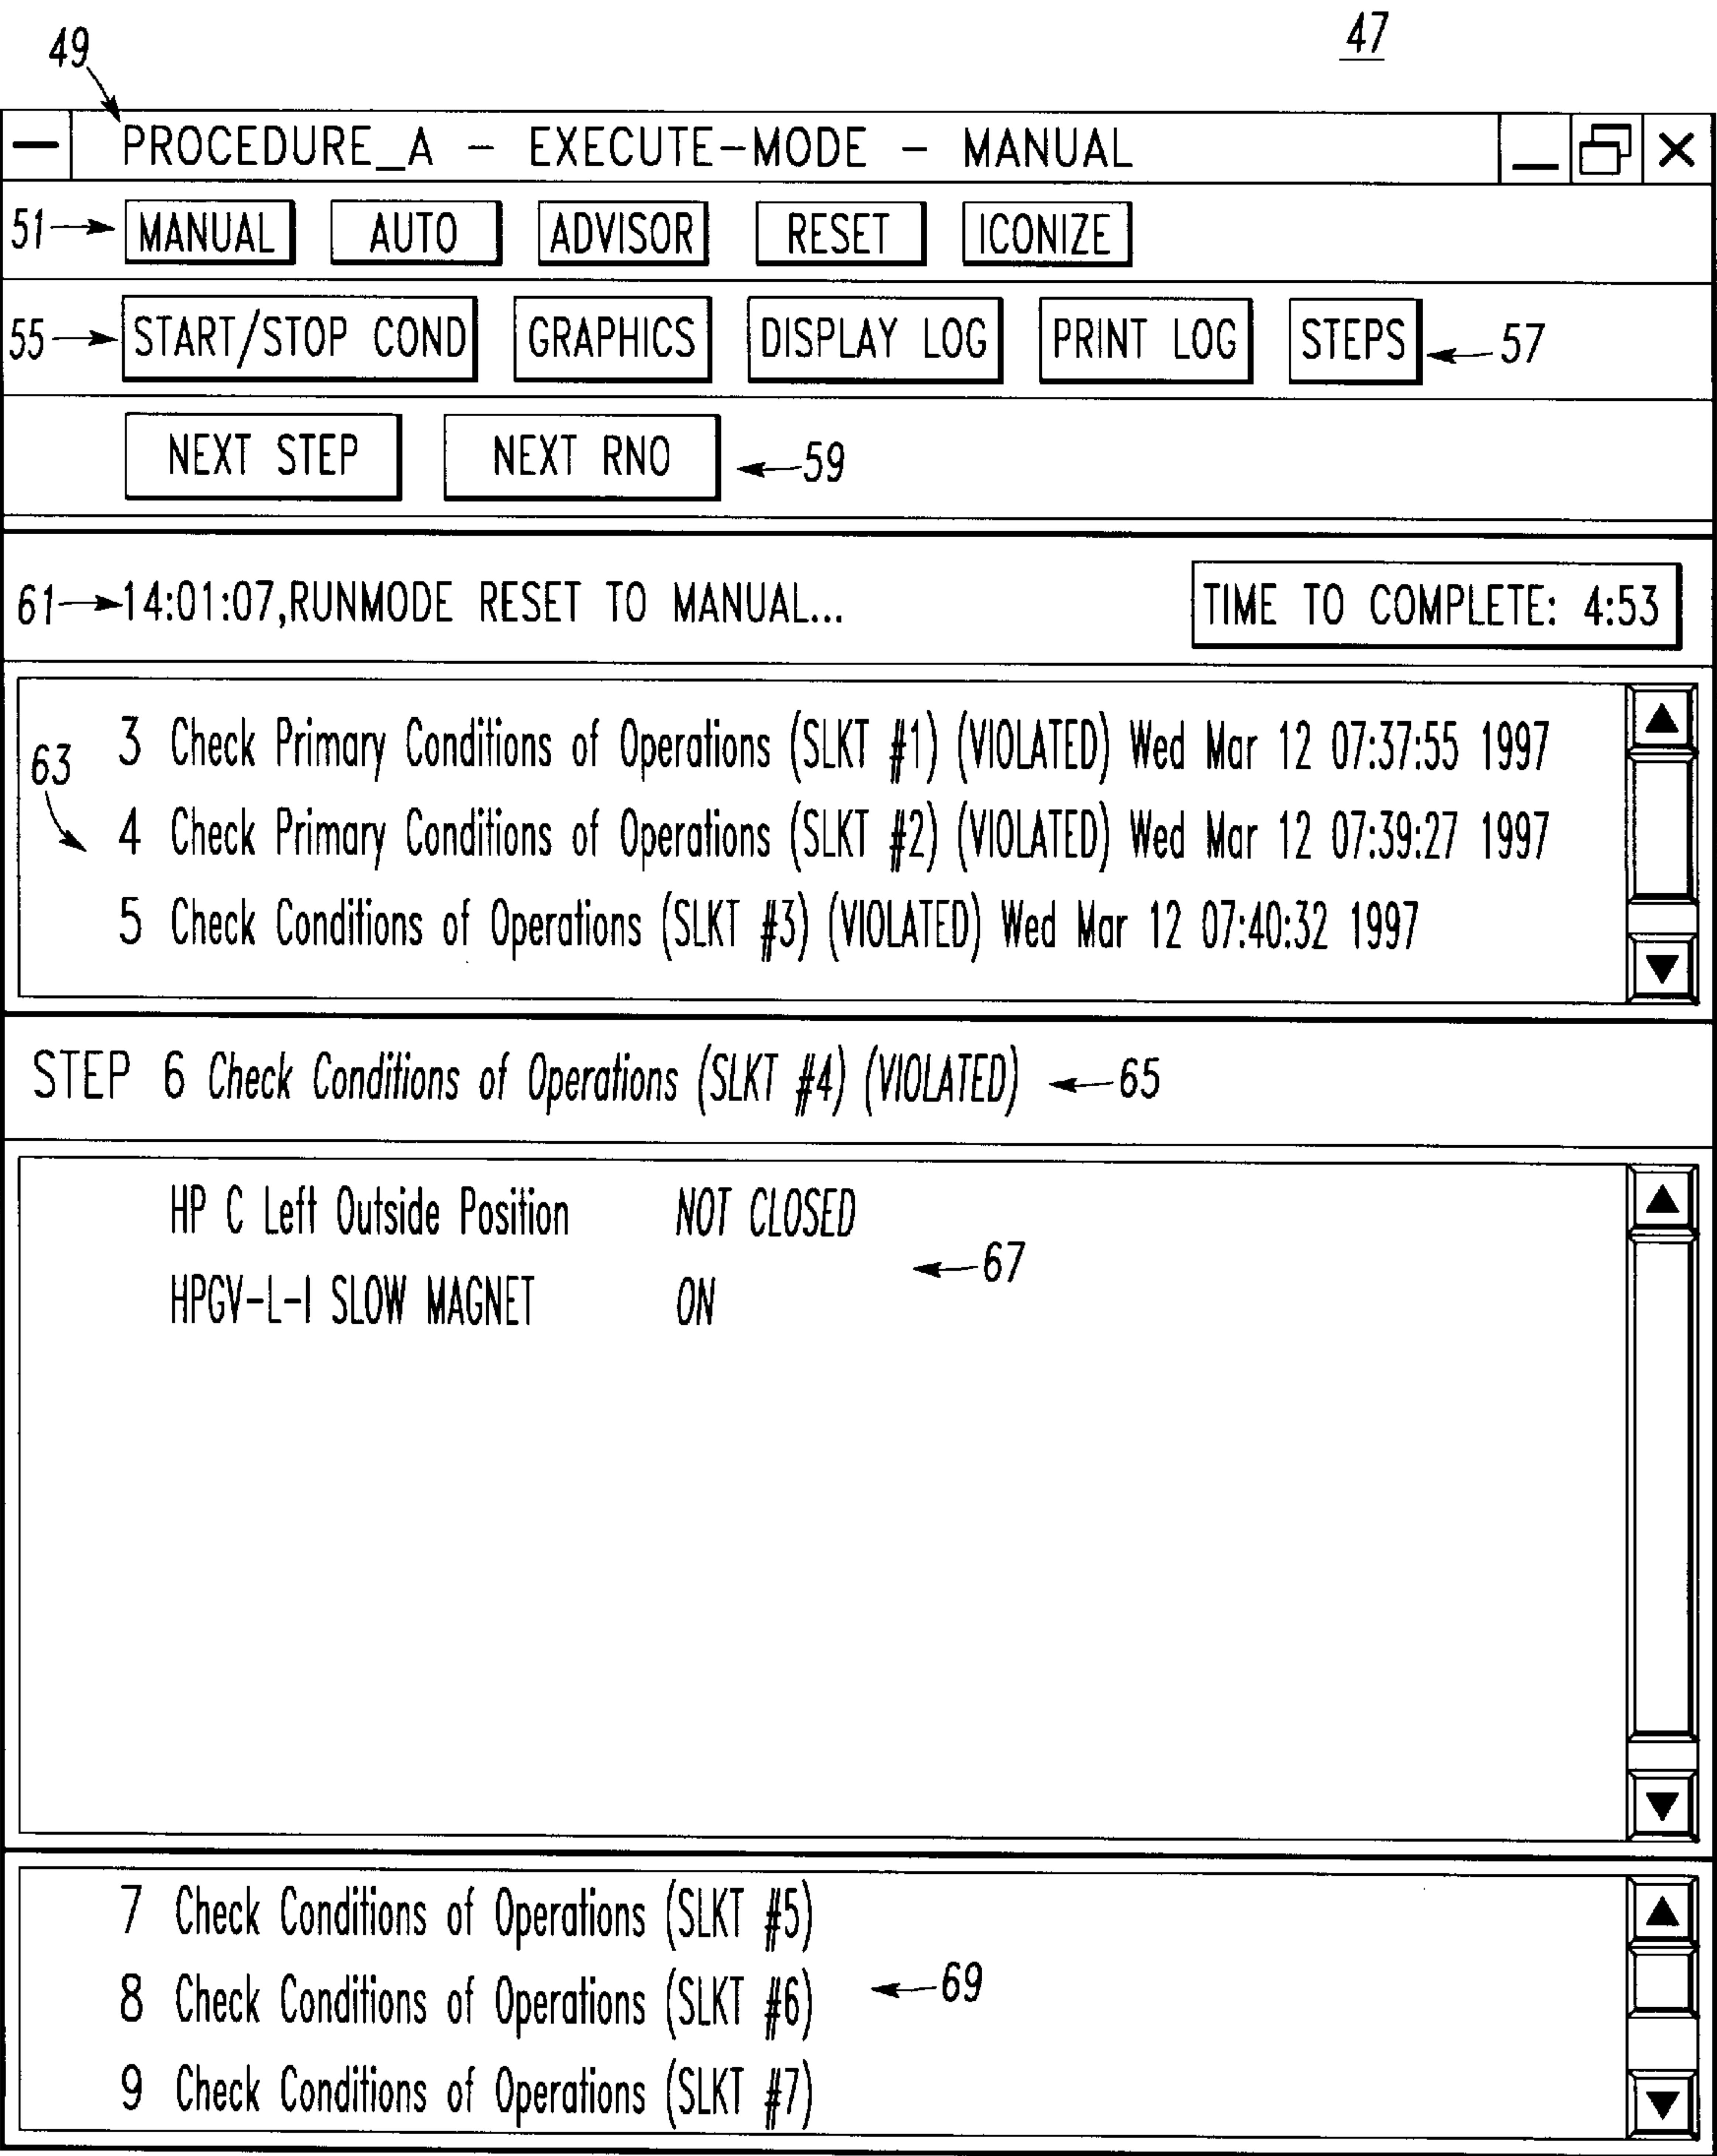 47
49
PROCEDURE_A - EXECUTE-MODE - MANUAL
51 MANUAL AUTO ADVISOR RESET ICONIZE
55 START/STOP COND GRAPHICS DISPLAY LOG PRINT LOG STEPS 57
NEXT STEP NEXT RNO 59
61 14:01:07,RUNMODE RESET TO MANUAL... TIME TO COMPLETE: 4:53
3 Check Primary Conditions of Operations (SLKT #1) (VIOLATED) Wed Mar 12 07:37:55 1997
63
4 Check Primary Conditions of Operations (SLKT #2) (VIOLATED) Wed Mar 12 07:39:27 1997
5 Check Conditions of Operations (SLKT #3) (VIOLATED) Wed Mar 12 07:40:32 1997
STEP 6 Check Conditions of Operations (SLKT #4) (VIOLATED) 65
HP C Left Outside Position NOT CLOSED
67
HPGV-L-I SLOW MAGNET ON
7 Check Conditions of Operations (SLKT #5)
8 Check Conditions of Operations (SLKT #6) 69
9 Check Conditions of Operations (SLKT #7)